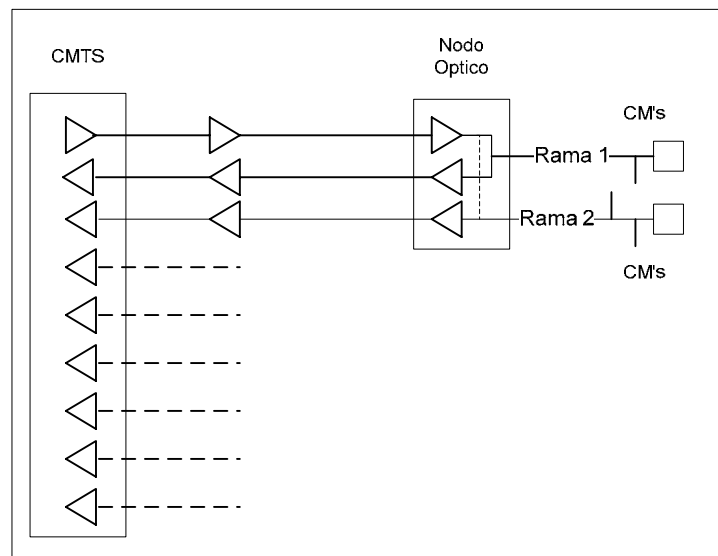 CMTS
Nodo
Optico
CM's
Rama 1
Rama 2
CM's